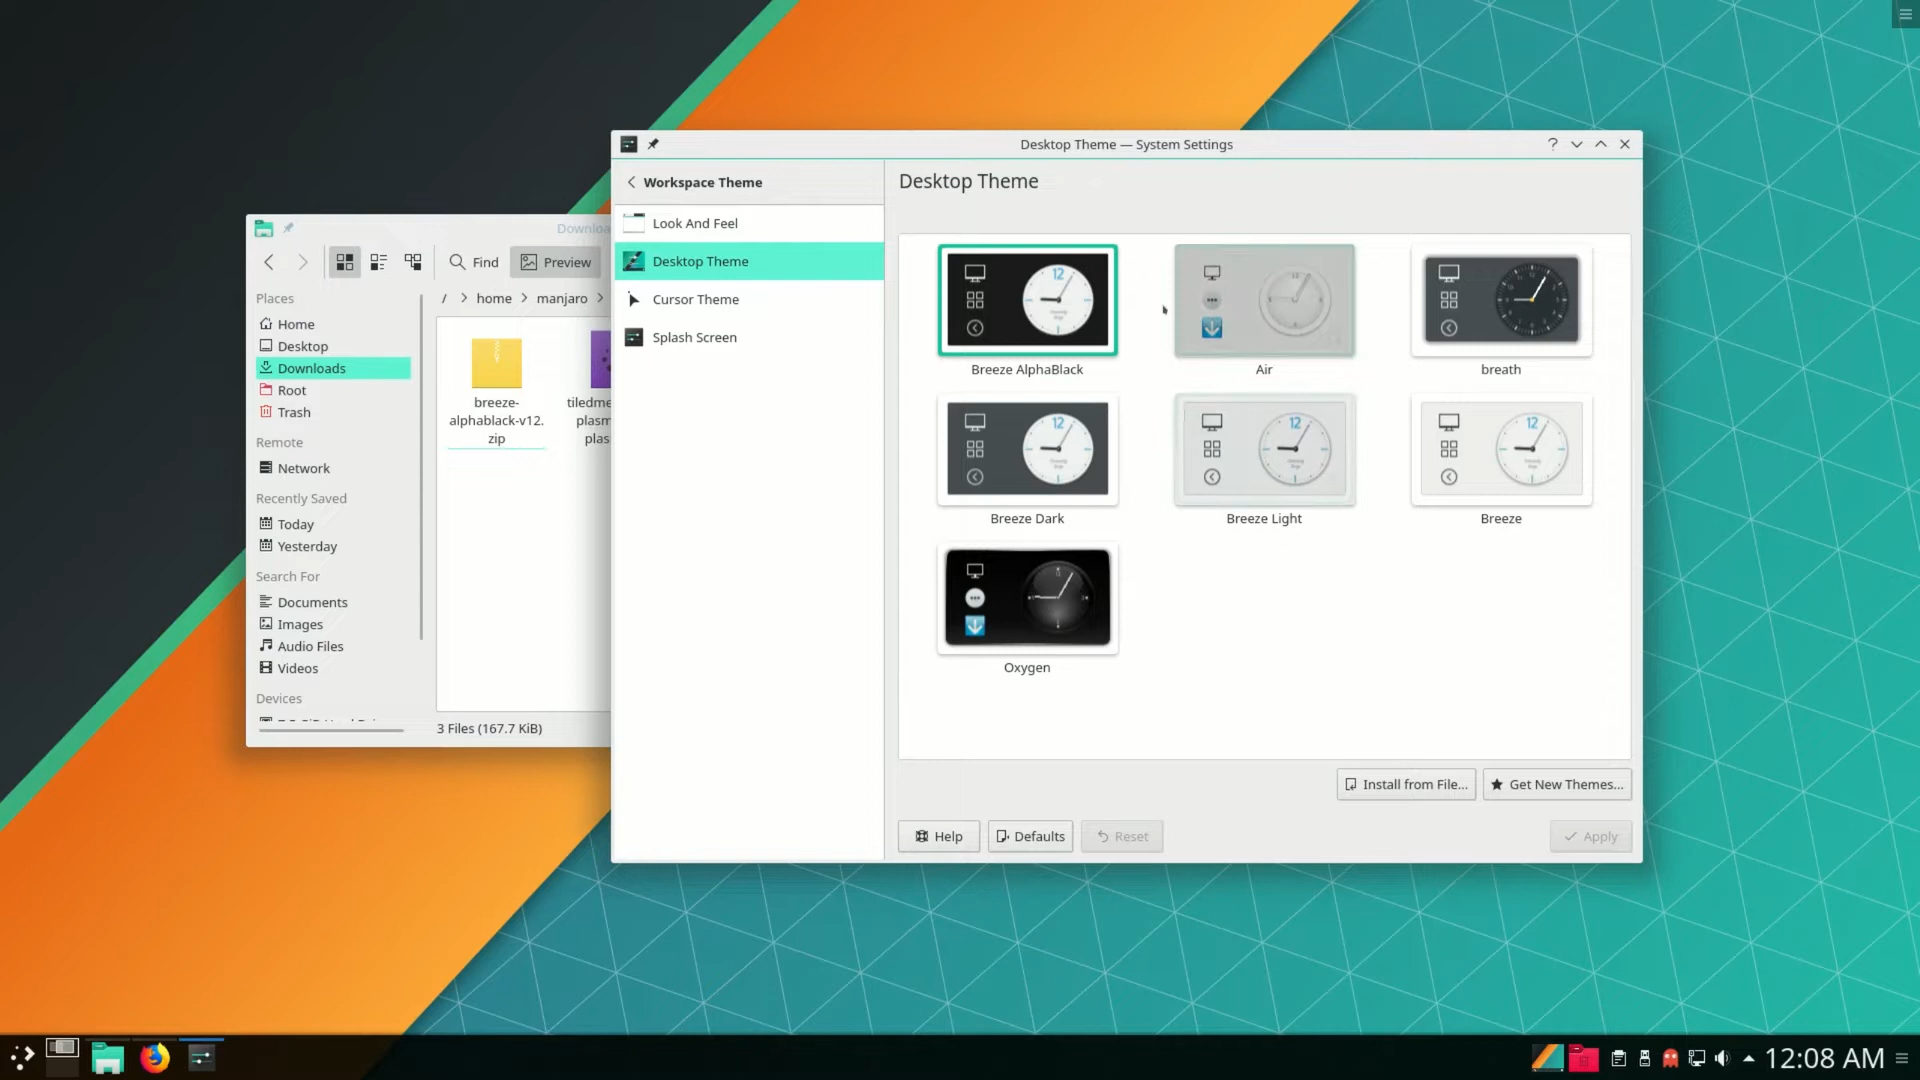 Desktop Theme — System Settings
Workspace Theme
Look And Feel
Desktop Theme
Cursor Theme
Splash Screen
Desktop Theme
Breeze AlphaBlack
Air
breath
Breeze Dark
Breeze Light
Breeze
Oxygen
Install from File...
Get New Themes...
Help
Defaults
Reset
Apply
Find
Preview
/ > home > manjaro >
Places
Home
Desktop
Downloads
Root
Trash
Remote
Network
Recently Saved
Today
Yesterday
Search For
Documents
Images
Audio Files
Videos
Devices
breeze-
alphablack-v12.
zip
3 Files (167.7 KiB)
12:08 AM